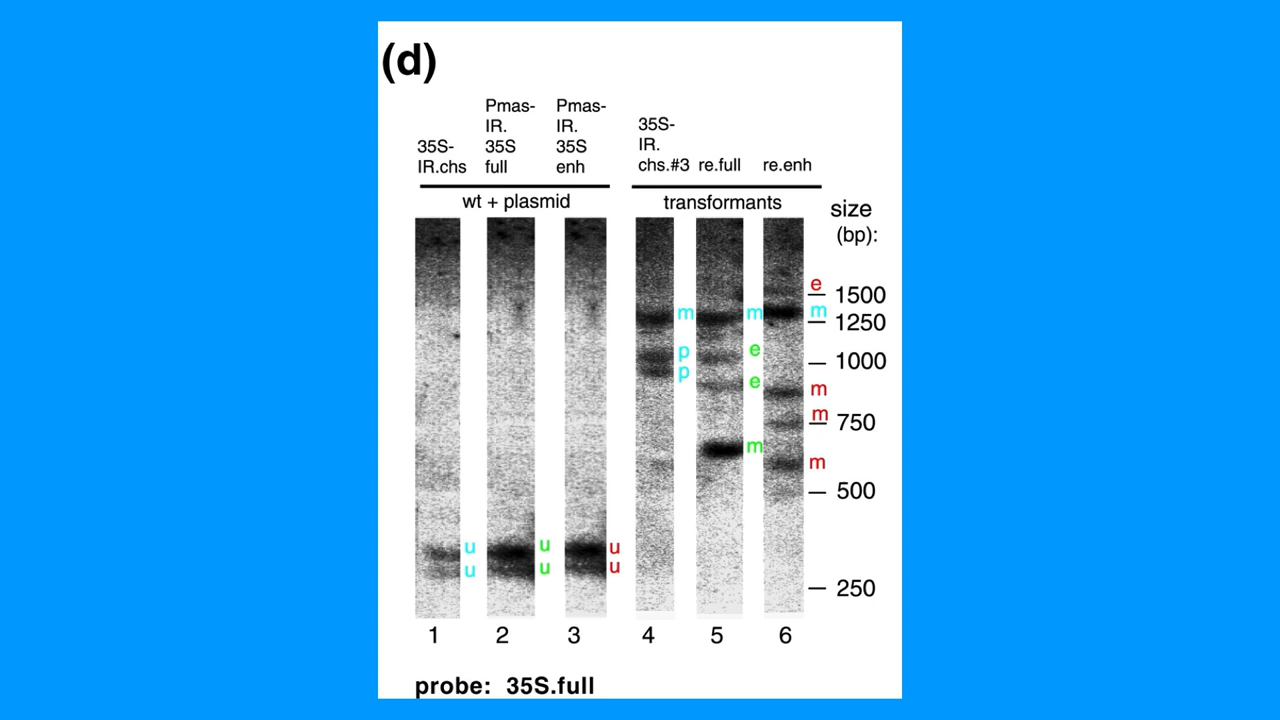 (d)
35S-
IR.chs
Pmas-
IR.
35S
full
Pmas-
IR.
35S
enh
35S-
IR.
chs.#3
re.full
re.enh
wt + plasmid
transformants
size
(bp):
e
1500
m
m
m
1250
p
e
1000
p
e
m
m
750
m
m
500
u
u
u
u
u
u
250
1
2
3
4
5
6
probe: 35S.full